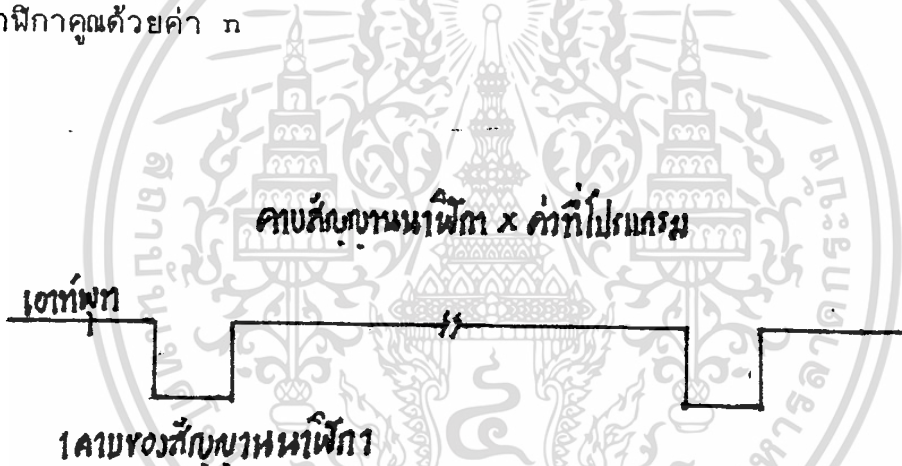 าฬิกาคูณด้วยค่า n
คาบสัญญานนาฬิกา x ค่าที่โปรแกรม
เอาท์พุท
1 คาบของสัญญานนาฬิกา